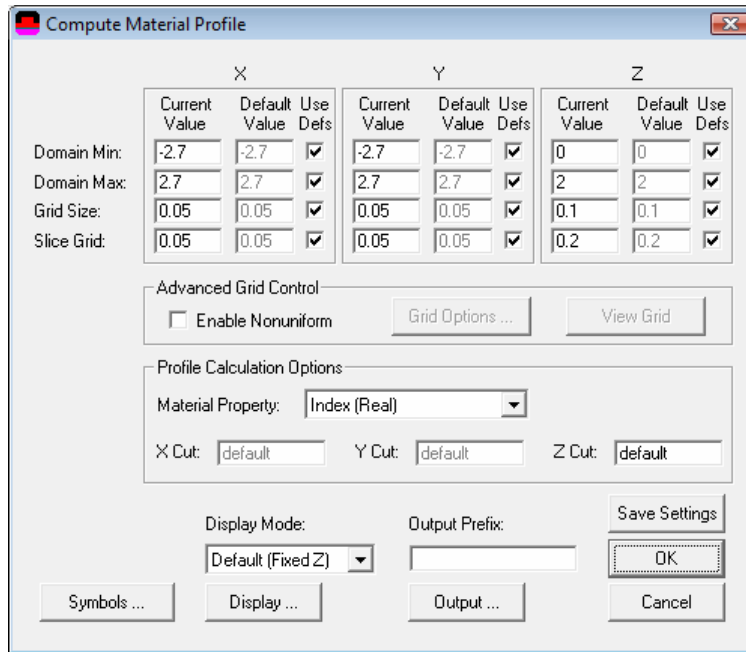 Compute Material Profile
X Y Z
Current Value Default Value Use Defs Current Value Default Value Use Defs Current Value Default Value Use Defs
Domain Min: -2.7 -2.7 -2.7 -2.7 0 0
Domain Max: 2.7 2.7 2.7 2.7 2 2
Grid Size: 0.05 0.05 0.05 0.05 0.1 0.1
Slice Grid: 0.05 0.05 0.05 0.05 0.2 0.2
Advanced Grid Control
Enable Nonuniform Grid Options ... View Grid
Profile Calculation Options
Material Property: Index (Real)
X Cut: default Y Cut: default Z Cut: default
Display Mode: Output Prefix: Save Settings
Default (Fixed Z) OK
Symbols ... Display ... Output ... Cancel